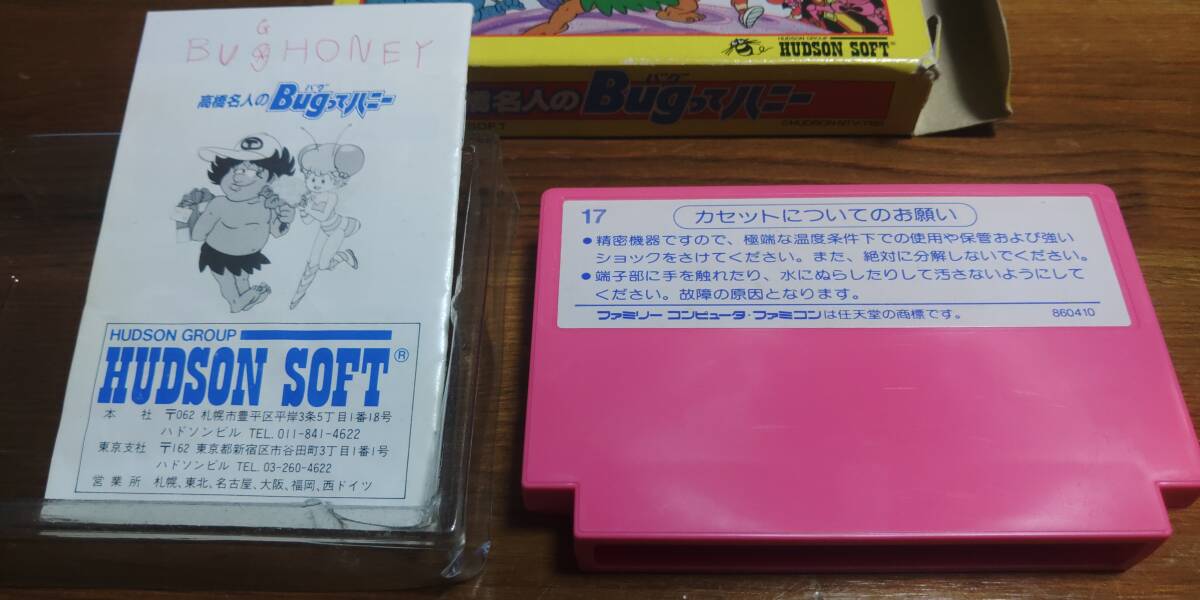 G
BUGHONEY
高橋名人の Bugってハニー
バグ
HUDSON GROUP
HUDSON SOFT®
本 社 〒062 札幌市豊平区平岸3条5丁目1番18号
ハドソンビル TEL. 011-841-4622
東京支社 〒162 東京都新宿区市谷田町3丁目1番1号
ハドソンビル TEL. 03-260-4622
営業所 札幌、東北、名古屋、大阪、福岡、西ドイツ
HUDSON GROUP
HUDSON SOFT
バグ
橋名人の Bugってハニー
17
カセットについてのお願い
●精密機器ですので、極端な温度条件下での使用や保管および強い
ショックをさけてください。また、絶対に分解しないでください。
●端子部に手を触れたり、水にぬらしたりして汚さないようにして
ください。故障の原因となります。
ファミリー コンピュータ・ファミコンは任天堂の商標です。
860410